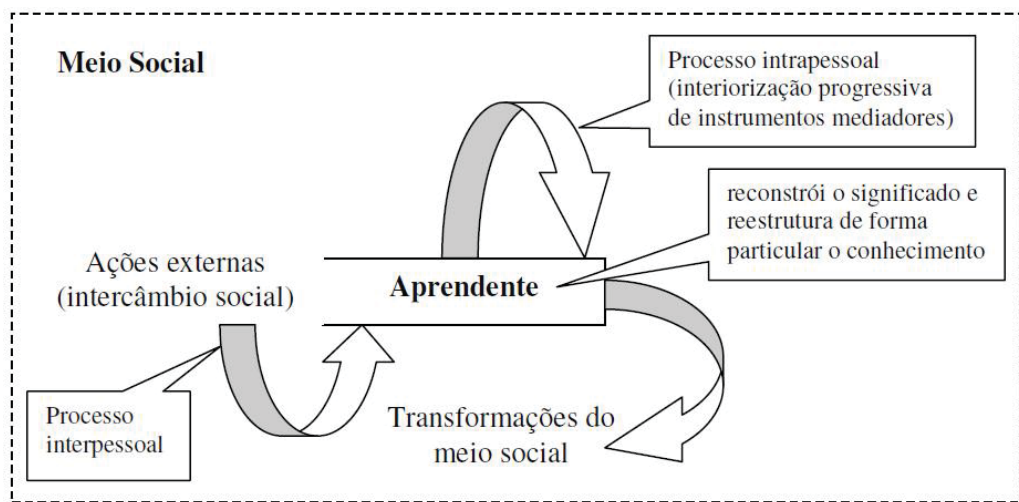 Meio Social
Processo intrapessoal
(interiorização progressiva
de instrumentos mediadores)
reconstrói o significado e
reestrutura de forma
particular o conhecimento
Ações externas
(intercâmbio social)
Aprendente
Processo
interpessoal
Transformações do
meio social